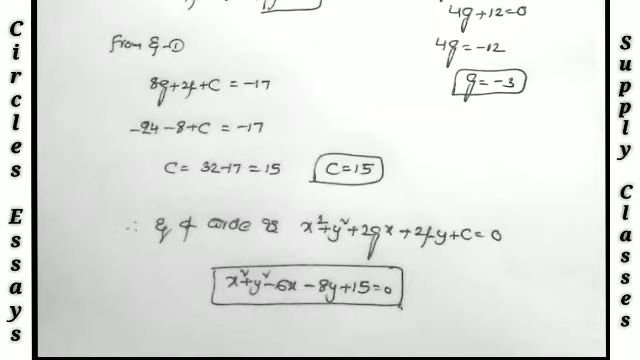 Circles Essays
4g+12=0
4g = -12
g = -3
From Eq-①
8g+2f+C = -17
-24-8+C = -17
C = 32-17 = 15
C = 15
∴ Eq of circle is x²+y²+2gx+2fy+C=0
x²+y²-6x-8y+15=0
Supply Classes